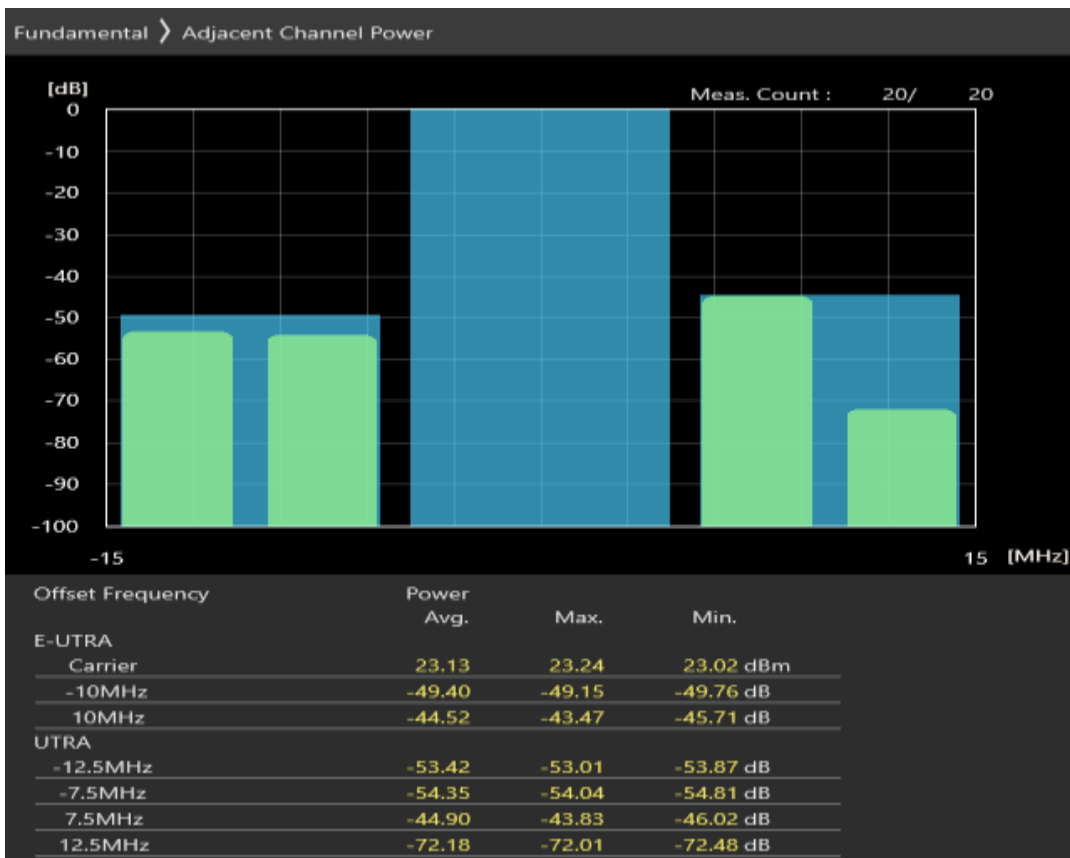 Fundamental 〉 Adjacent Channel Power
[dB]
Meas. Count : 20/ 20
0
-10
-20
-30
-40
-50
-60
-70
-80
-90
-100
-15 15 [MHz]
Offset Frequency Power
Avg. Max. Min.
E-UTRA
Carrier 23.13 23.24 23.02 dBm
-10MHz -49.40 -49.15 -49.76 dB
10MHz -44.52 -43.47 -45.71 dB
UTRA
-12.5MHz -53.42 -53.01 -53.87 dB
-7.5MHz -54.35 -54.04 -54.81 dB
7.5MHz -44.90 -43.83 -46.02 dB
12.5MHz -72.18 -72.01 -72.48 dB